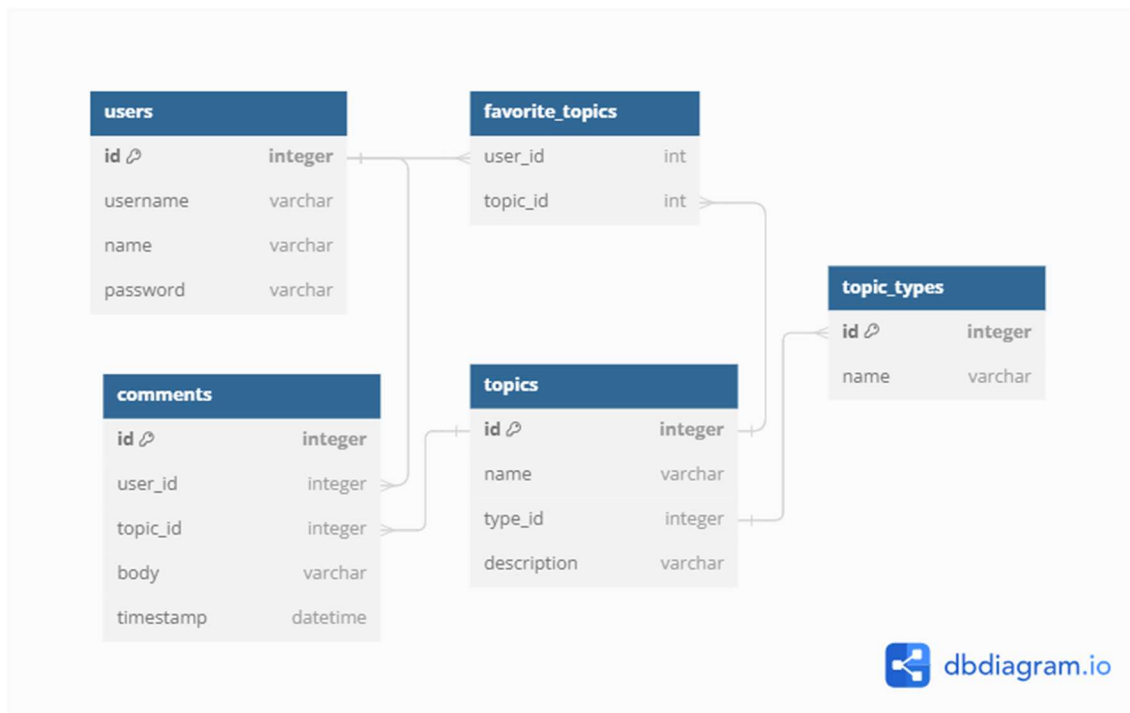 users
id integer
username varchar
name varchar
password varchar
favorite_topics
user_id int
topic_id int
topic_types
id integer
name varchar
comments
id integer
user_id integer
topic_id integer
body varchar
timestamp datetime
topics
id integer
name varchar
type_id integer
description varchar
dbdiagram.io